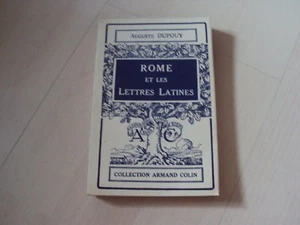 AUGUSTE DUPOUY
ROME
ET LES
LETTRES LATINES
A C
COLLECTION ARMAND COLIN